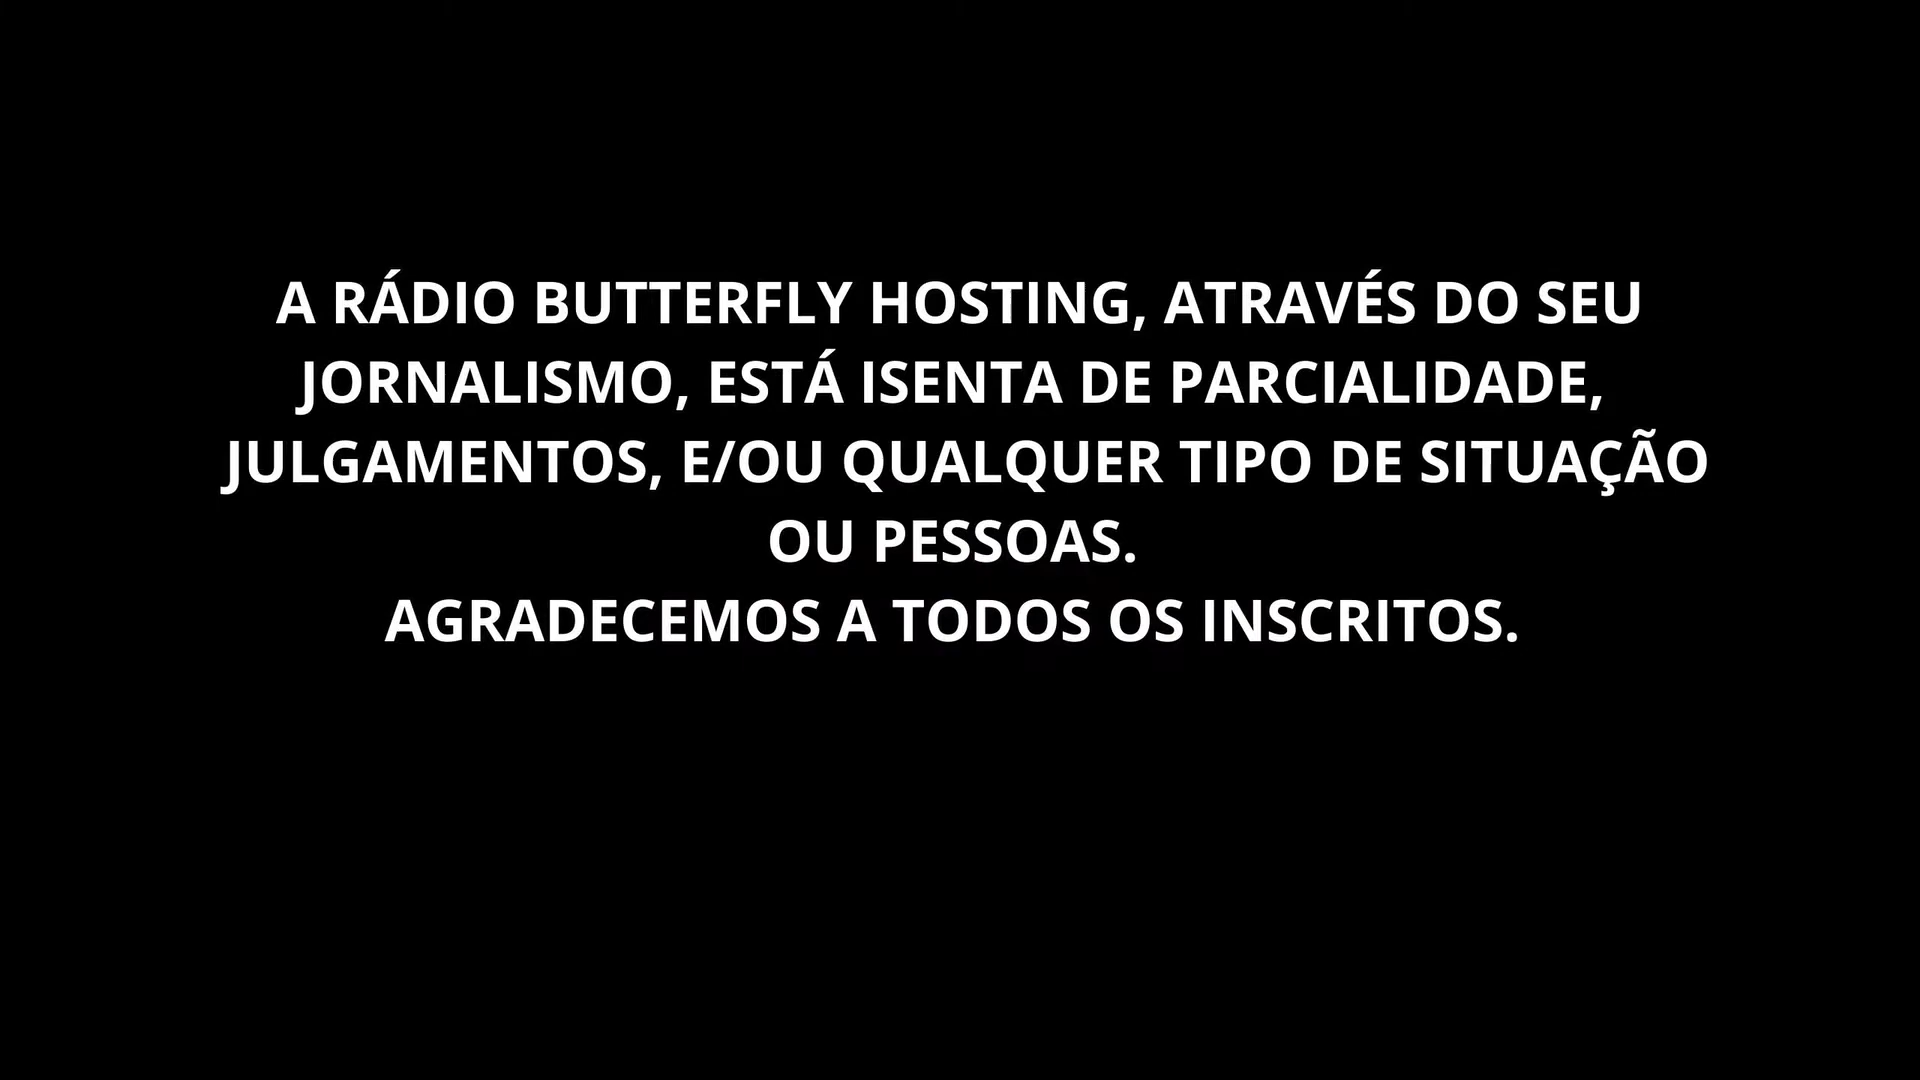 A RÁDIO BUTTERFLY HOSTING, ATRAVÉS DO SEU
JORNALISMO, ESTÁ ISENTA DE PARCIALIDADE,
JULGAMENTOS, E/OU QUALQUER TIPO DE SITUAÇÃO
OU PESSOAS.
AGRADECEMOS A TODOS OS INSCRITOS.